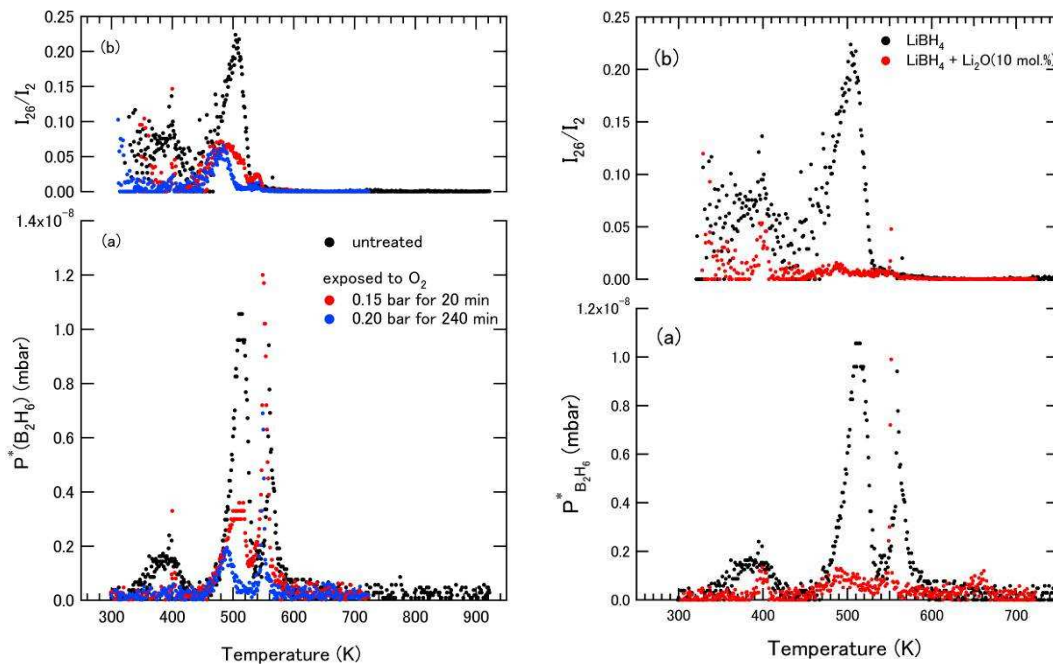 (b)
I26/I2
0.25
0.20
0.15
0.10
0.05
0.00
1.4x10-8
(a)
untreated
exposed to O2
0.15 bar for 20 min
0.20 bar for 240 min
P*(B2H6) (mbar)
1.2
1.0
0.8
0.6
0.4
0.2
0.0
300 400 500 600 700 800 900
Temperature (K)
(b)
LiBH4
LiBH4 + Li2O(10 mol.%)
I26/I2
0.25
0.20
0.15
0.10
0.05
0.00
1.2x10-8
(a)
P*B2H6 (mbar)
1.0
0.8
0.6
0.4
0.2
0.0
300 400 500 600 700
Temperature (K)